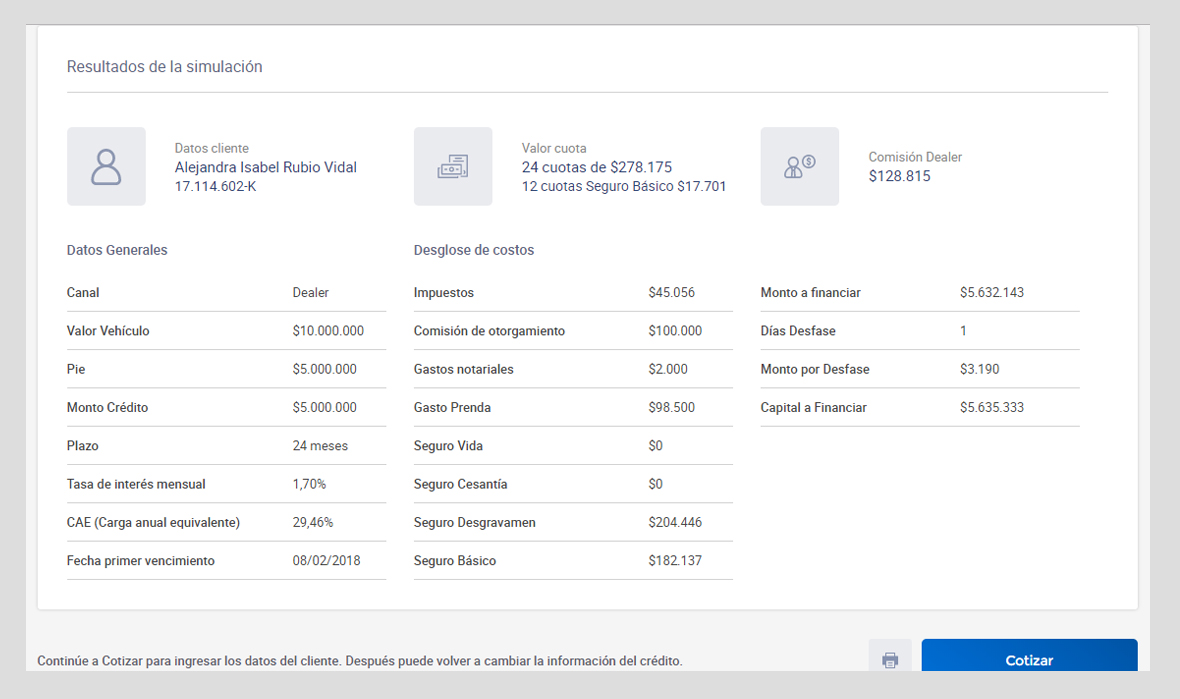 Resultados de la simulación
Datos cliente
Alejandra Isabel Rubio Vidal
17.114.602-K
Valor cuota
24 cuotas de $278.175
12 cuotas Seguro Básico $17.701
Comisión Dealer
$128.815
Datos Generales
Canal Dealer
Valor Vehículo $10.000.000
Pie $5.000.000
Monto Crédito $5.000.000
Plazo 24 meses
Tasa de interés mensual 1,70%
CAE (Carga anual equivalente) 29,46%
Fecha primer vencimiento 08/02/2018
Desglose de costos
Impuestos $45.056
Comisión de otorgamiento $100.000
Gastos notariales $2.000
Gasto Prenda $98.500
Seguro Vida $0
Seguro Cesantía $0
Seguro Desgravamen $204.446
Seguro Básico $182.137
Monto a financiar $5.632.143
Días Desfase 1
Monto por Desfase $3.190
Capital a Financiar $5.635.333
Continúe a Cotizar para ingresar los datos del cliente. Después puede volver a cambiar la información del crédito.
Cotizar